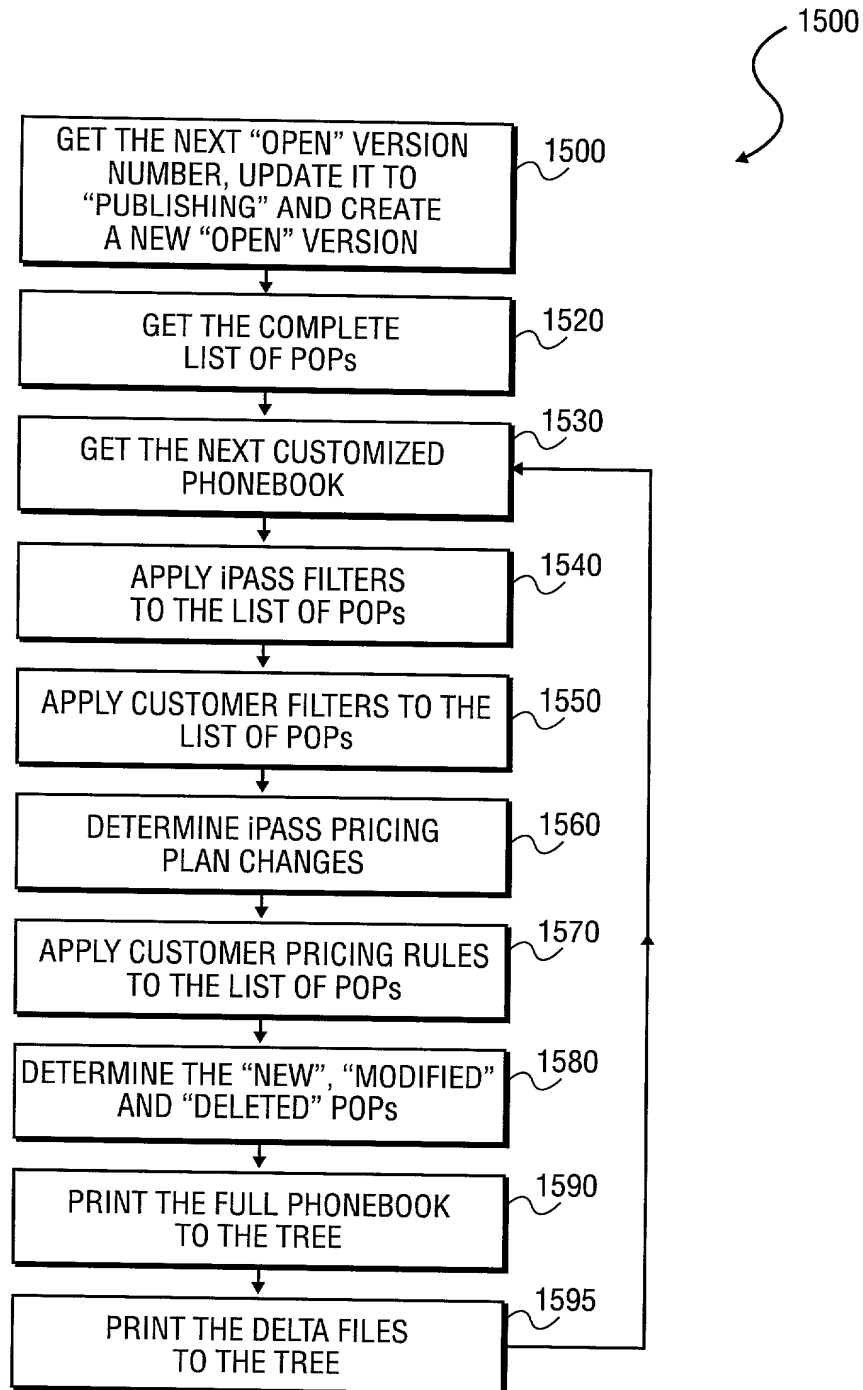 1500
GET THE NEXT “OPEN” VERSION
NUMBER, UPDATE IT TO
“PUBLISHING” AND CREATE
A NEW “OPEN” VERSION
1500
GET THE COMPLETE
LIST OF POPs
1520
GET THE NEXT CUSTOMIZED
PHONEBOOK
1530
APPLY iPASS FILTERS
TO THE LIST OF POPs
1540
APPLY CUSTOMER FILTERS TO THE
LIST OF POPs
1550
DETERMINE iPASS PRICING
PLAN CHANGES
1560
APPLY CUSTOMER PRICING RULES
TO THE LIST OF POPs
1570
DETERMINE THE “NEW”, “MODIFIED”
AND “DELETED” POPs
1580
PRINT THE FULL PHONEBOOK
TO THE TREE
1590
PRINT THE DELTA FILES
TO THE TREE
1595